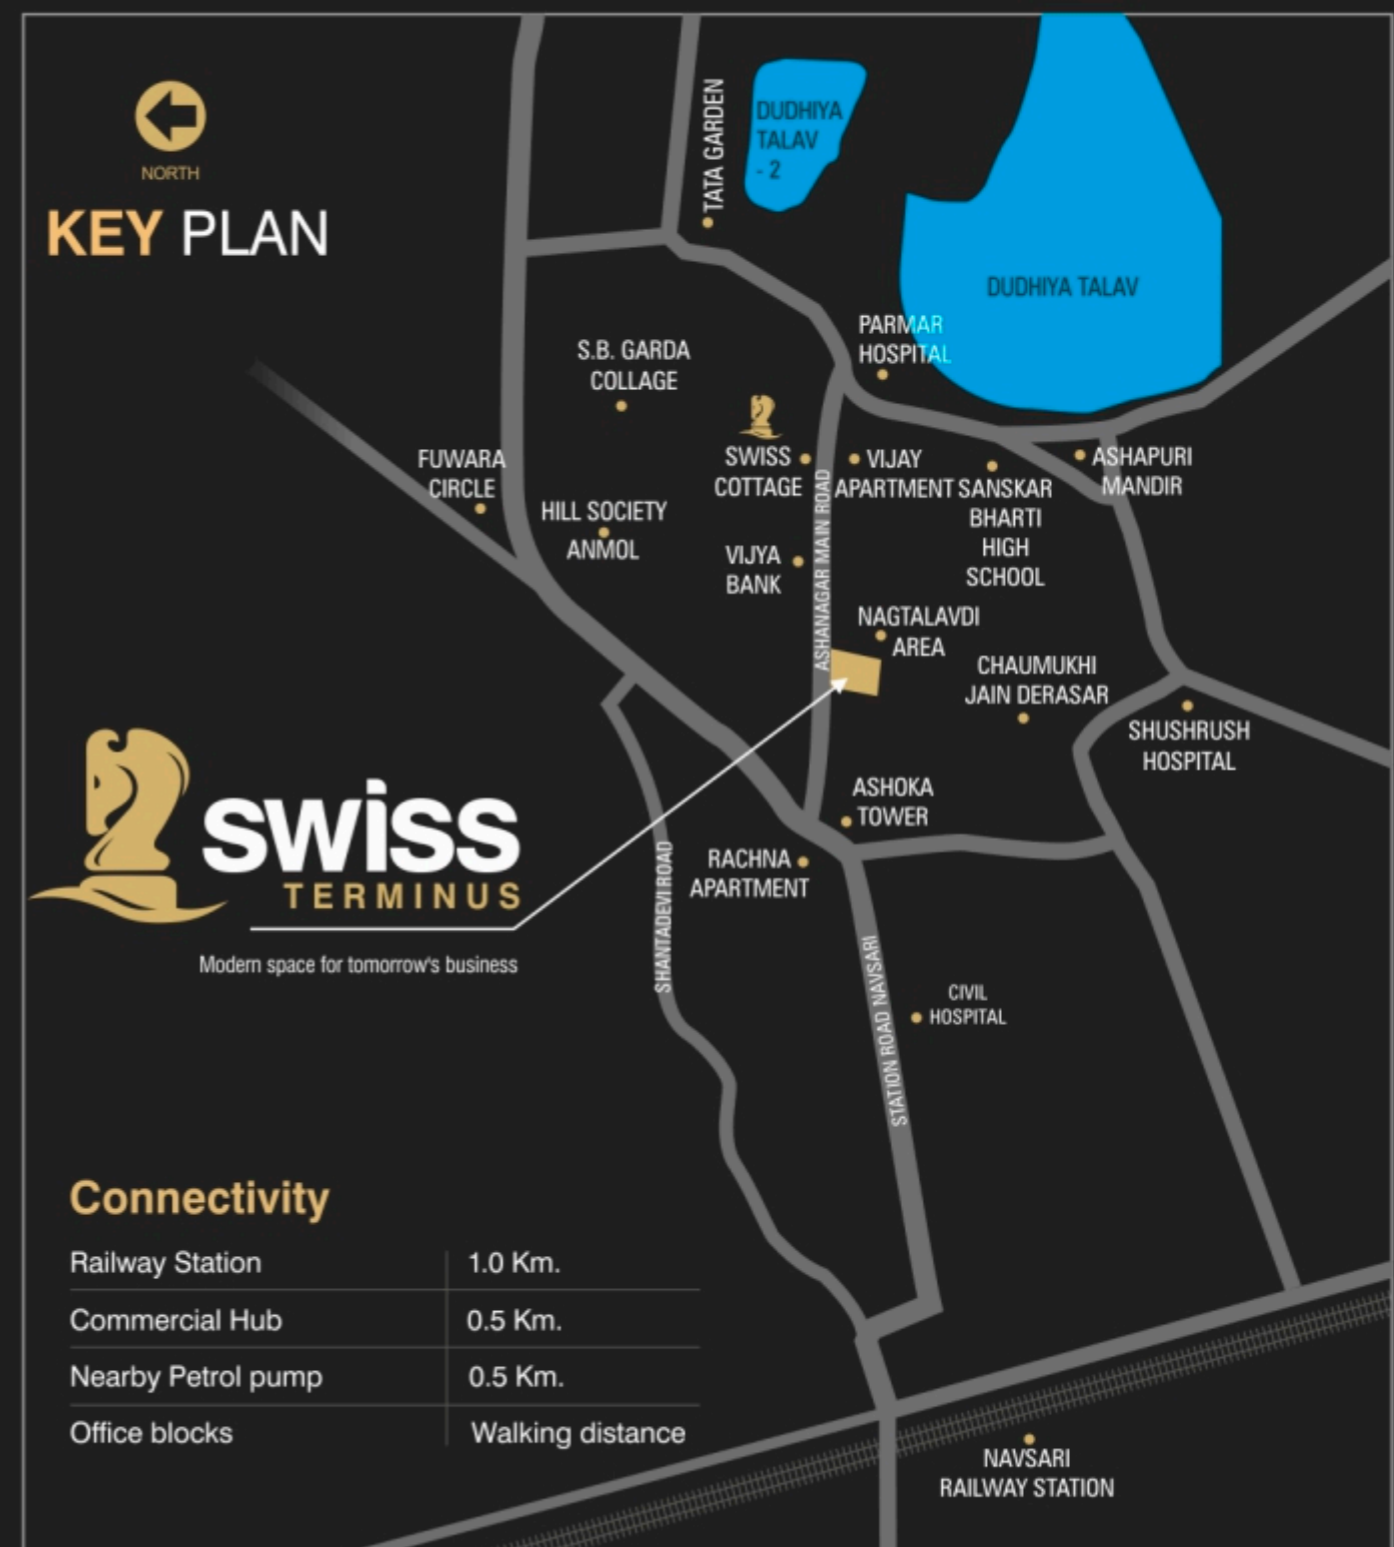 NORTH
KEY PLAN
TATA GARDEN
DUDHIYA
TALAV
- 2
DUDHIYA TALAV
PARMAR
HOSPITAL
S.B. GARDA
COLLAGE
FUWARA
CIRCLE
SWISS
COTTAGE
VIJAY
APARTMENT
SANSKAR
BHARTI
HIGH
SCHOOL
ASHAPURI
MANDIR
HILL SOCIETY
ANMOL
VIJYA
BANK
ASHANAGAR MAIN ROAD
NAGTALAVDI
AREA
CHAUMUKHI
JAIN DERASAR
SHUSHRUSH
HOSPITAL
swiss
TERMINUS
Modern space for tomorrow's business
ASHOKA
TOWER
RACHNA
APARTMENT
SHANTADEVI ROAD
STATION ROAD NAVSARI
CIVIL
HOSPITAL
Connectivity
Railway Station 1.0 Km.
Commercial Hub 0.5 Km.
Nearby Petrol pump 0.5 Km.
Office blocks Walking distance
NAVSARI
RAILWAY STATION